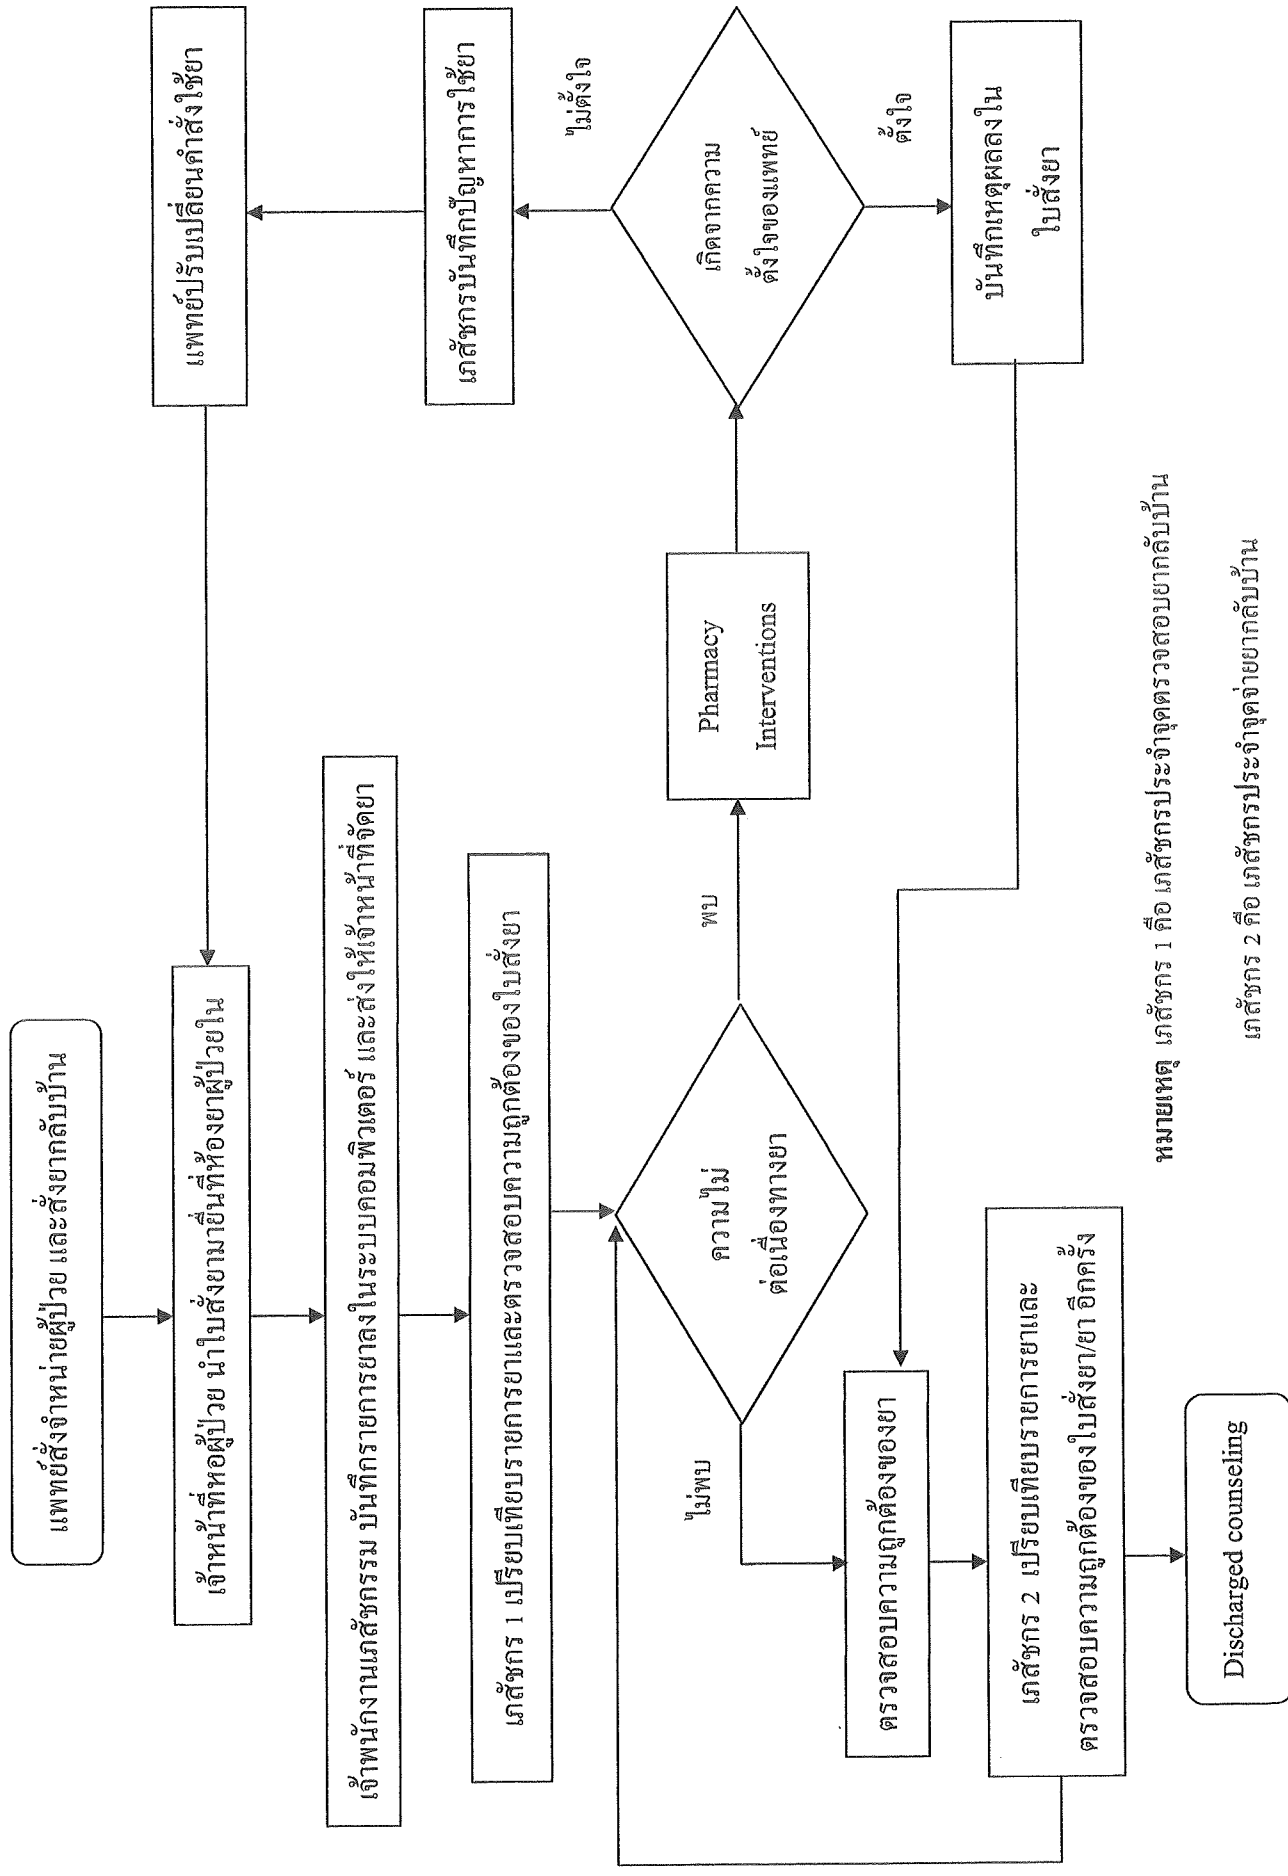 แพทย์สั่งจำหน่ายผู้ป่วย และสั่งยากลับบ้าน
เจ้าหน้าที่หอผู้ป่วย นำใบสั่งยามายื่นที่ห้องยาผู้ป่วยใน
แพทย์ปรับเปลี่ยนคำสั่งใช้ยา
เจ้าพนักงานเภสัชกรรม บันทึกรายการยาลงในระบบคอมพิวเตอร์ และส่งให้เจ้าหน้าที่จัดยา
เภสัชกรบันทึกปัญหาการใช้ยา
เภสัชกร 1 เปรียบเทียบรายการยาและตรวจสอบความถูกต้องของใบสั่งยา
ไม่ตั้งใจ
ความไม่
ต่อเนื่องทางยา
พบ
Pharmacy
Interventions
เกิดจากความ
ตั้งใจของแพทย์
ไม่พบ
ตั้งใจ
ตรวจสอบความถูกต้องของยา
บันทึกเหตุผลลงใน
ใบสั่งยา
เภสัชกร 2 เปรียบเทียบรายการยาและ
ตรวจสอบความถูกต้องของใบสั่งยา/ยา อีกครั้ง
Discharged counseling
หมายเหตุ เภสัชกร 1 คือ เภสัชกรประจำจุดตรวจสอบยากลับบ้าน
เภสัชกร 2 คือ เภสัชกรประจำจุดจ่ายยากลับบ้าน